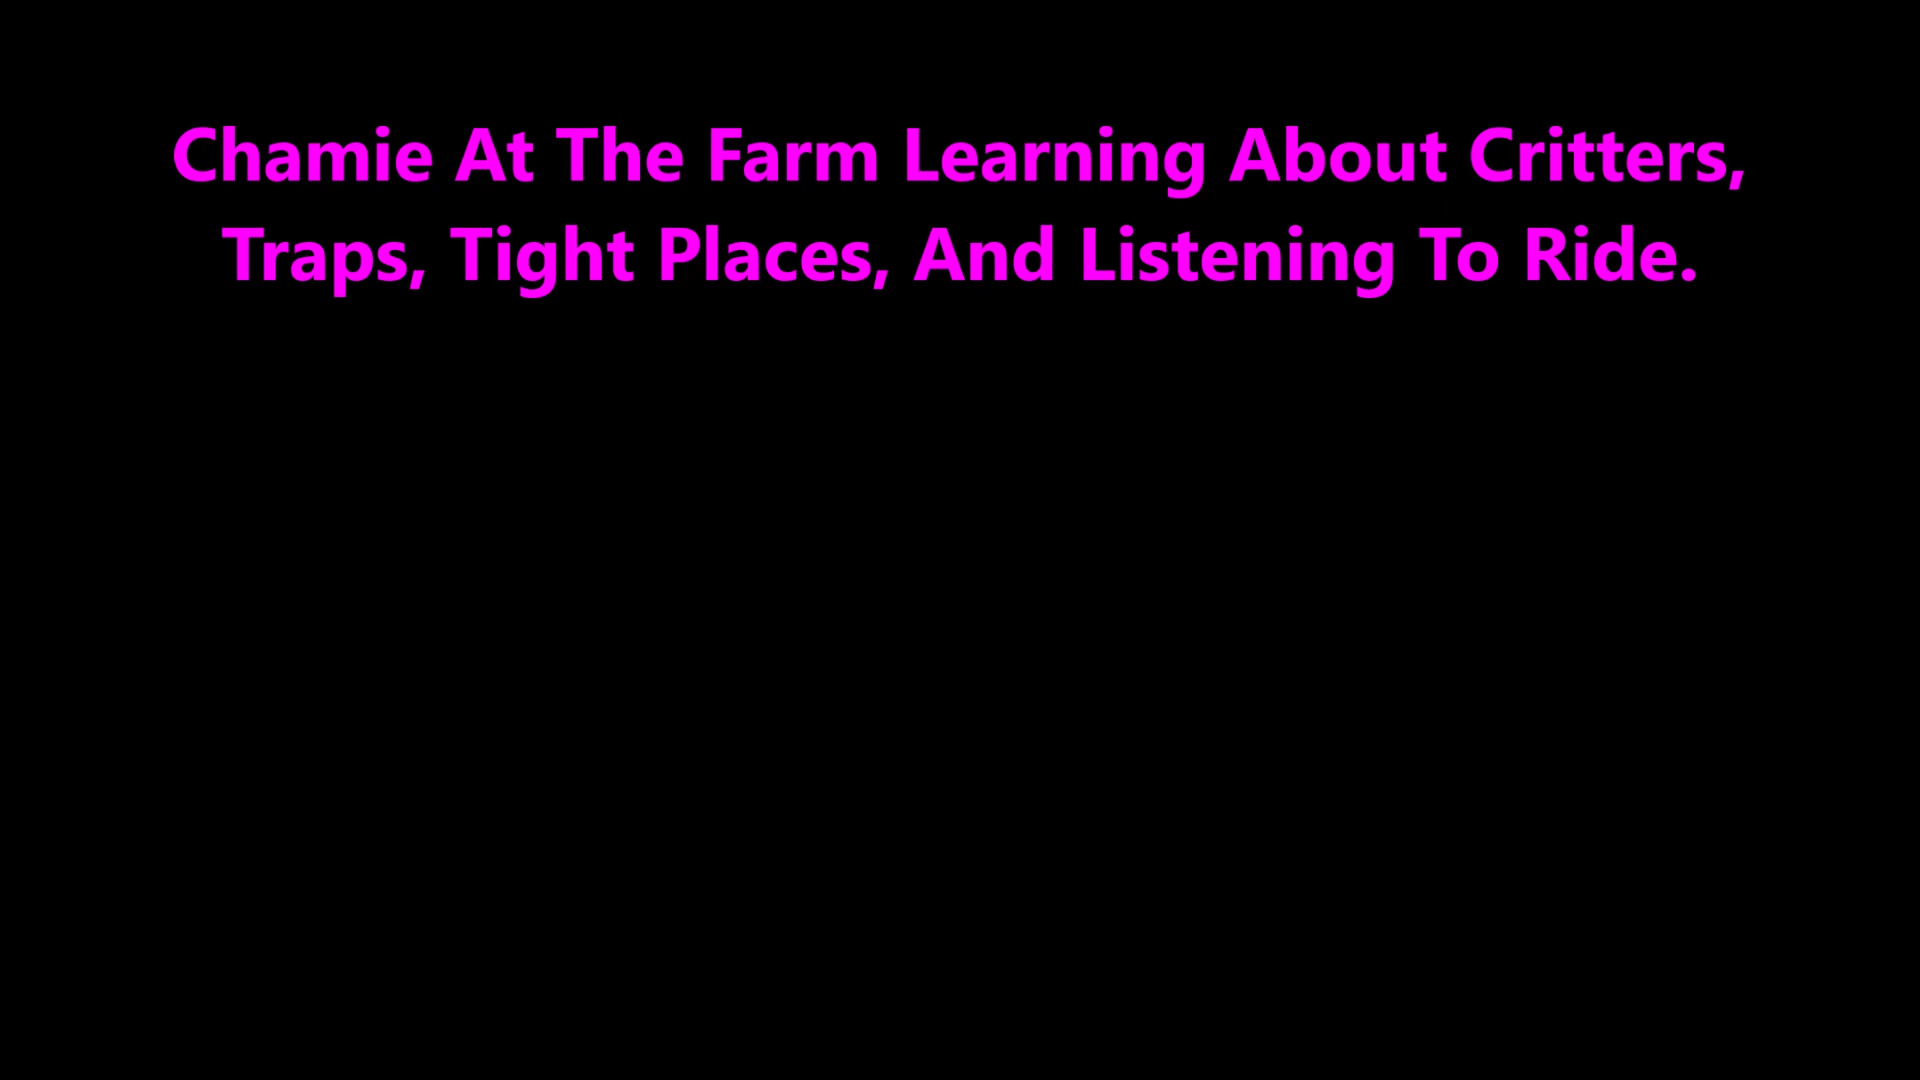 Chamie At The Farm Learning About Critters,
Traps, Tight Places, And Listening To Ride.